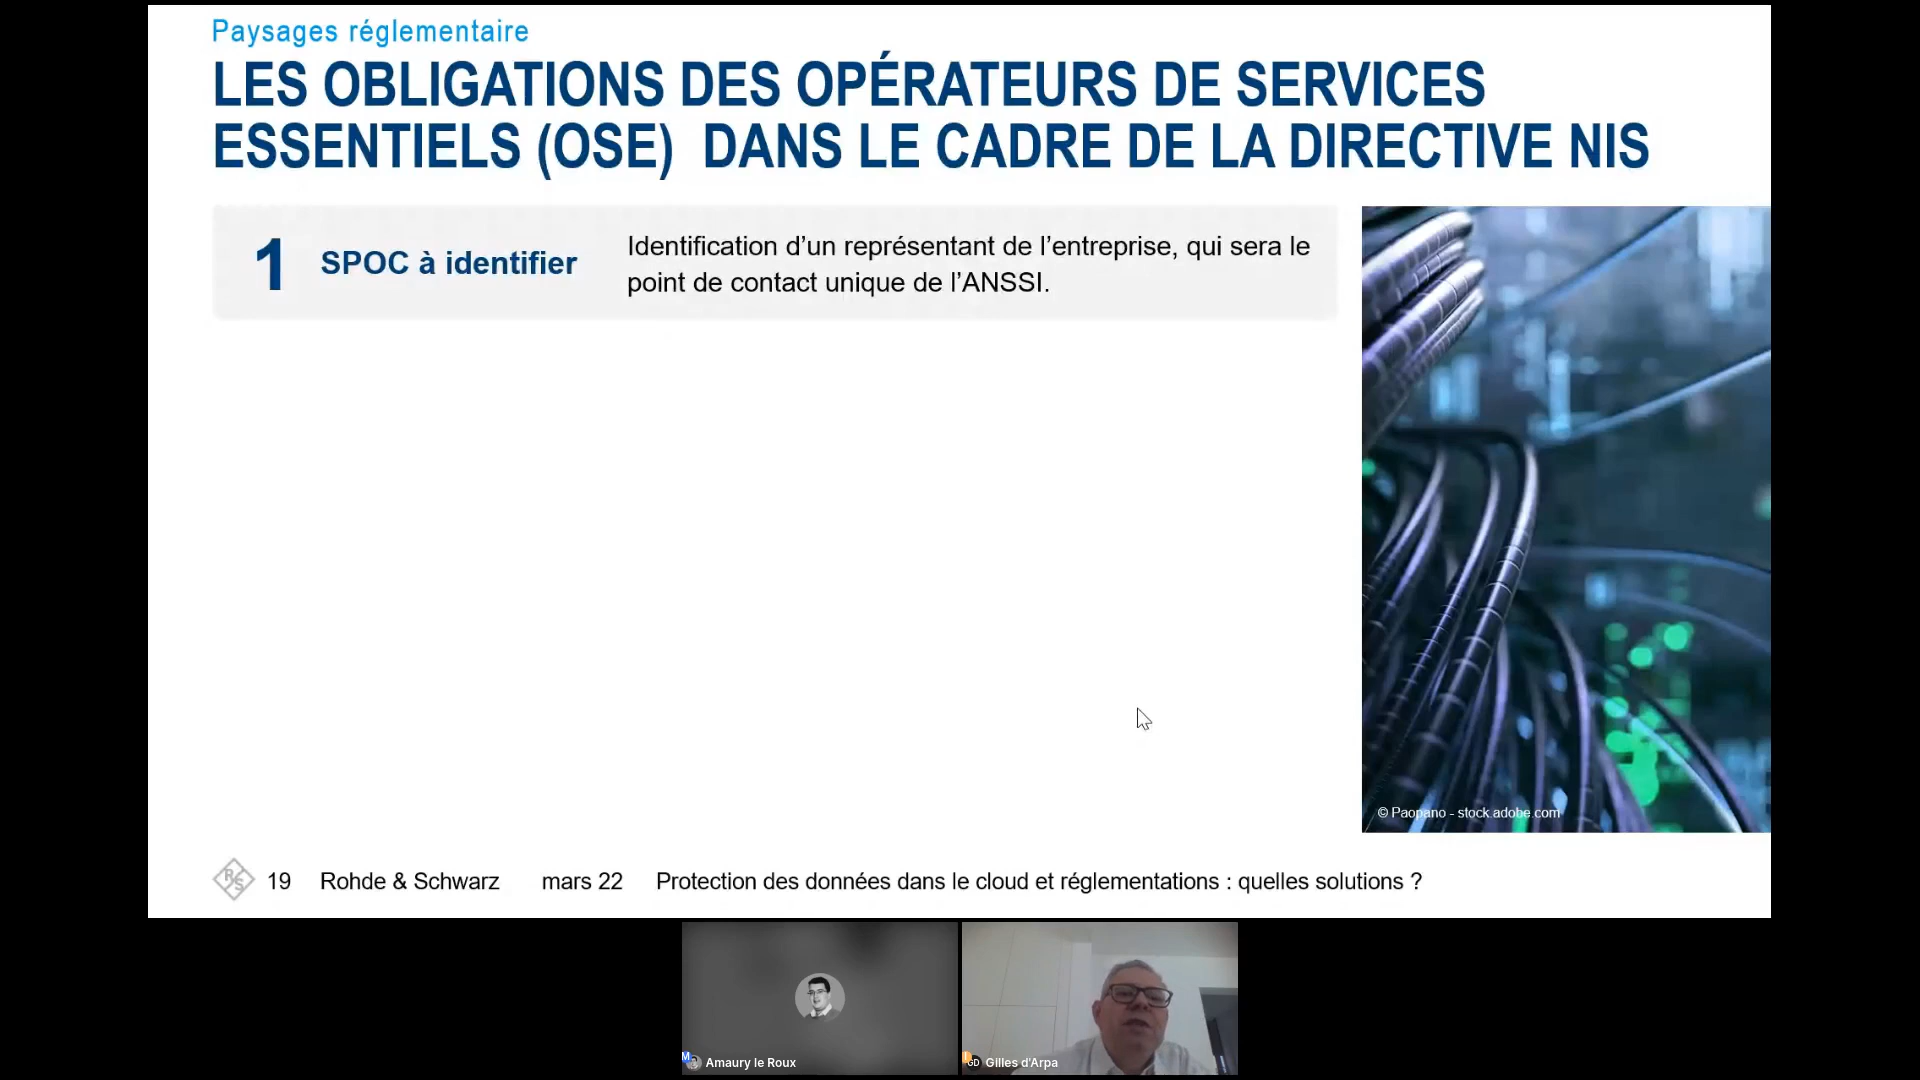 Paysages réglementaire
LES OBLIGATIONS DES OPÉRATEURS DE SERVICES
ESSENTIELS (OSE) DANS LE CADRE DE LA DIRECTIVE NIS
1 SPOC à identifier
Identification d’un représentant de l’entreprise, qui sera le
point de contact unique de l’ANSSI.
© Paopano - stock.adobe.com
RS 19 Rohde & Schwarz mars 22 Protection des données dans le cloud et réglementations : quelles solutions ?
M Amaury le Roux
GD Gilles d'Arpa